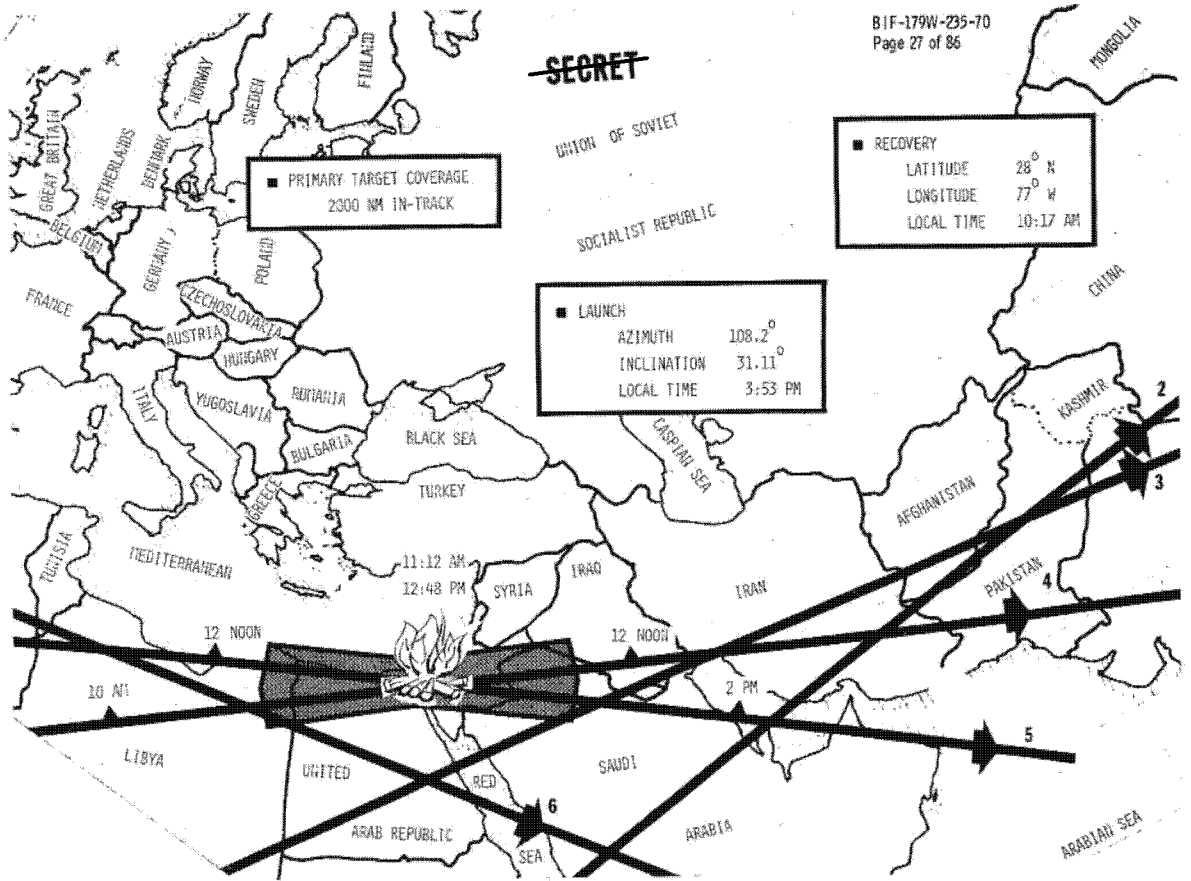 BIF-179W-235-70
Page 27 of 86
SECRET
MONGOLIA
FINLAND
NORWAY
SWEDEN
UNION OF SOVIET
SOCIALIST REPUBLIC
GREAT BRITAIN
NETHERLANDS
DENMARK
■ PRIMARY TARGET COVERAGE
2300 NM IN-TRACK
■ RECOVERY
LATITUDE 28° N
LONGITUDE 77° W
LOCAL TIME 10:17 AM
BELGIUM
GERMANY
POLAND
CHINA
FRANCE
CZECHOSLOVAKIA
■ LAUNCH
AZIMUTH 108.2°
INCLINATION 31.11°
LOCAL TIME 3:53 PM
AUSTRIA
HUNGARY
ITALY
YUGOSLAVIA
RUMANIA
BULGARIA
BLACK SEA
CASPIAN SEA
KASHMIR
2
3
GREECE
TURKEY
AFGHANISTAN
TUNISIA
MEDITERRANEAN
11:12 AM
12:48 PM
SYRIA
IRAQ
IRAN
PAKISTAN
4
12 NOON
12 NOON
10 AM
2 PM
5
LIBYA
UNITED
ARAB REPUBLIC
RED
SEA
6
SAUDI
ARABIA
ARABIAN SEA